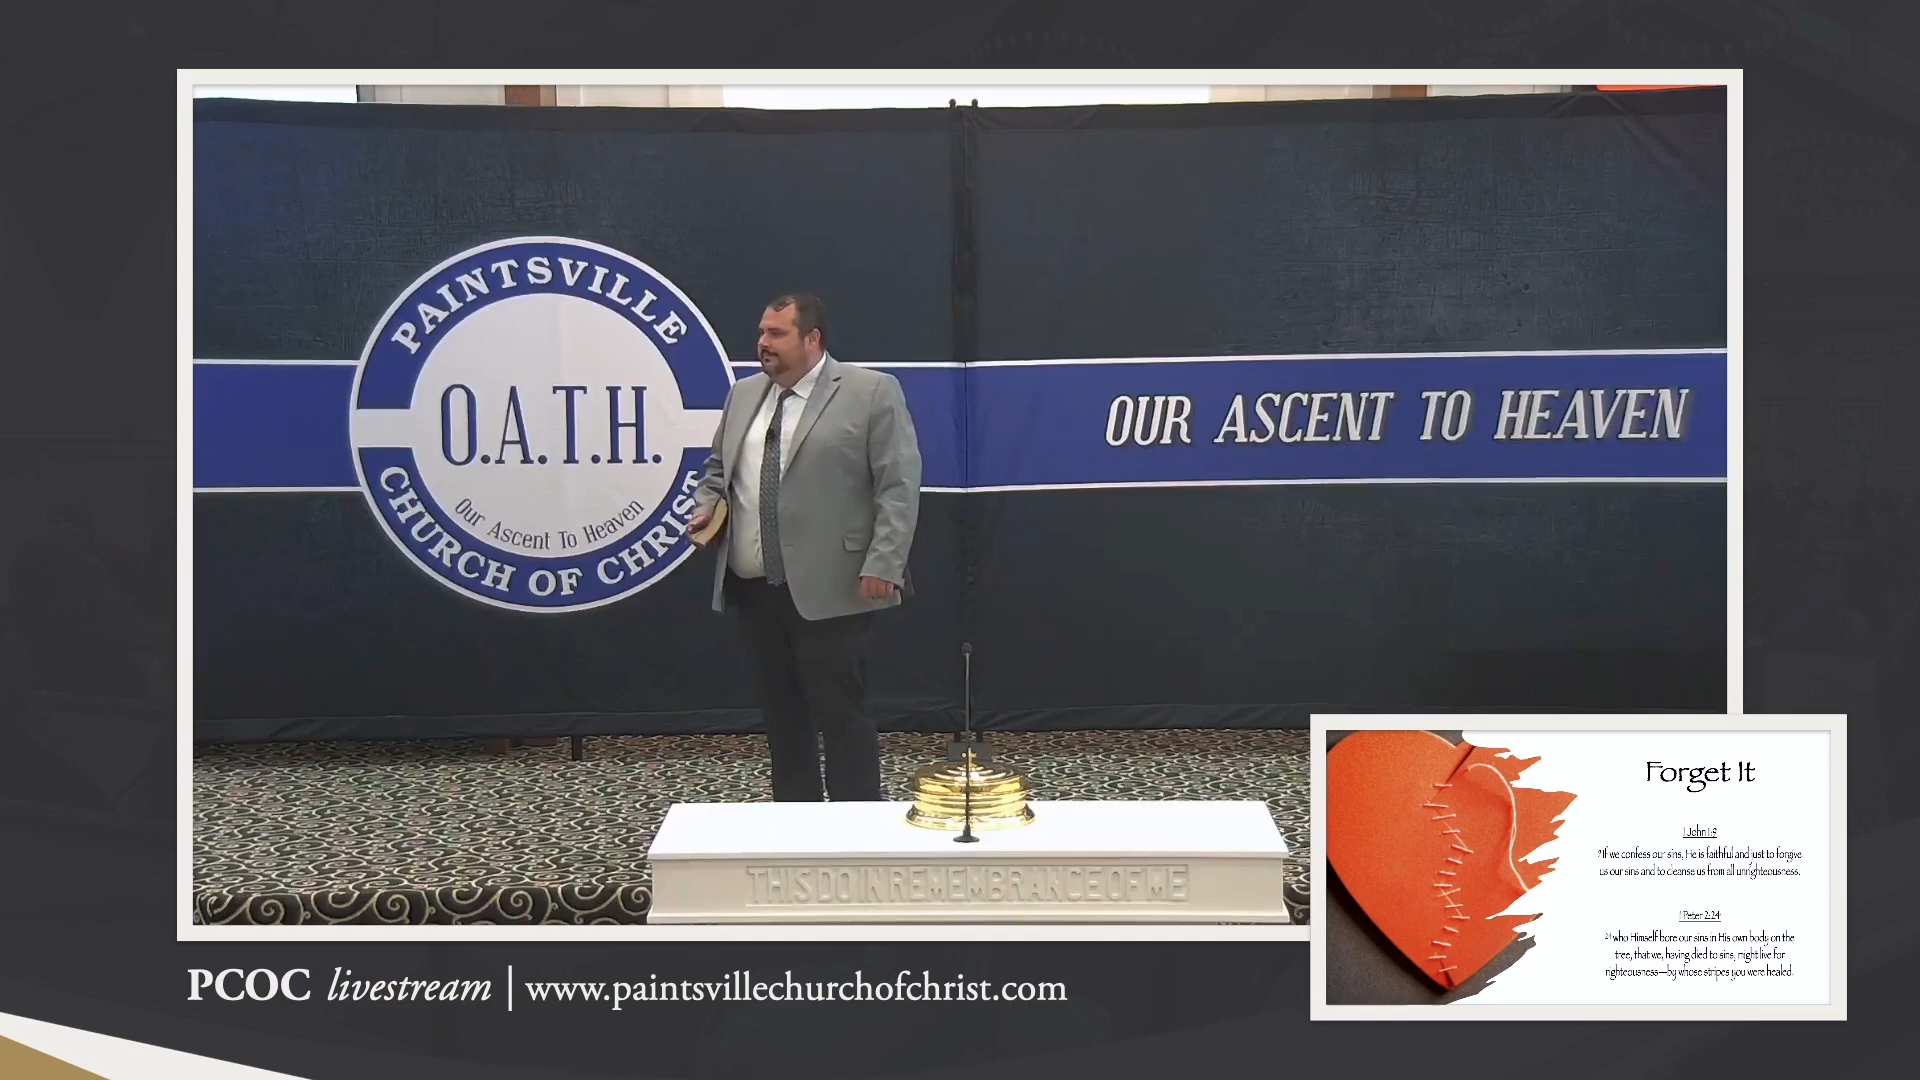 PAINTSVILLE
O.A.T.H.
Our Ascent To Heaven
CHURCH OF CHRIST
OUR ASCENT TO HEAVEN
THIS DO IN REMEMBRANCE OF ME
Forget It
1 John 1:9
9 If we confess our sins, He is faithful and just to forgive
us our sins and to cleanse us from all unrighteousness.
1 Peter 2:24
24 who Himself bore our sins in His own body on the
tree, that we, having died to sins, might live for
righteousness—by whose stripes you were healed.
PCOC livestream | www.paintsvillechurchofchrist.com